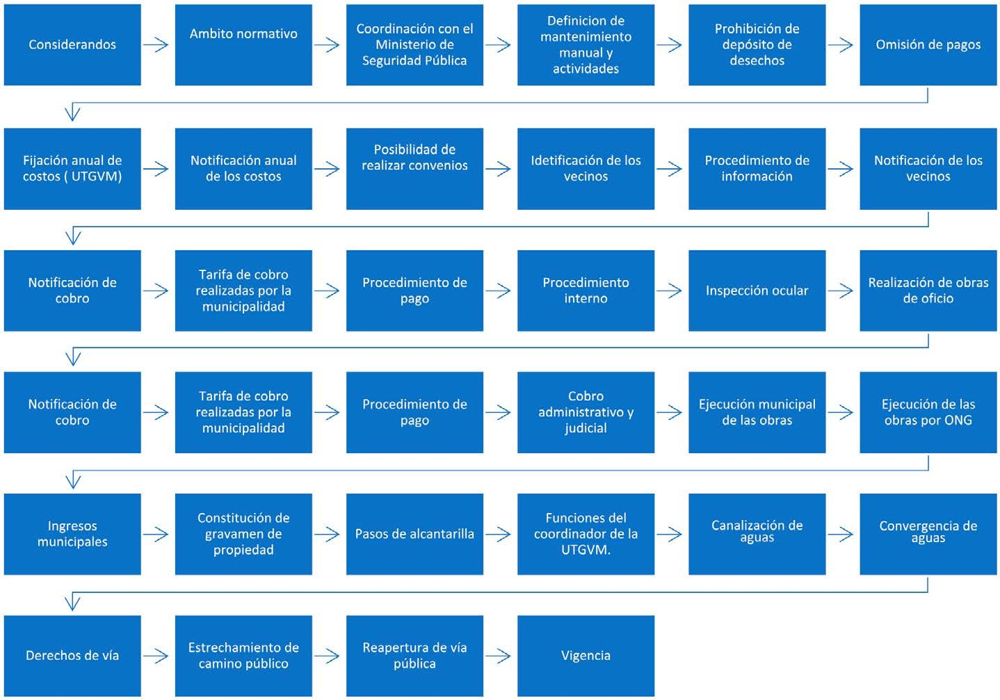 Considerandos
Ambito normativo
Coordinación con el
Ministerio de
Seguridad Pública
Definicion de
mantenimiento
manual y
actividades
Prohibición de
depósito de
desechos
Omisión de pagos
Fijación anual de
costos ( UTGVM)
Notificación anual
de los costos
Posibilidad de
realizar convenios
Idetificación de los
vecinos
Procedimiento de
información
Notificación de los
vecinos
Notificación de
cobro
Tarifa de cobro
realizadas por la
municipalidad
Procedimiento de
pago
Procedimiento
interno
Inspección ocular
Realización de obras
de oficio
Notificación de
cobro
Tarifa de cobro
realizadas por la
municipalidad
Procedimiento de
pago
Cobro
administrativo y
judicial
Ejecución municipal
de las obras
Ejecución de las
obras por ONG
Ingresos
municipales
Constitución de
gravamen de
propiedad
Pasos de alcantarilla
Funciones del
coordinador de la
UTGVM.
Canalización de
aguas
Convergencia de
aguas
Derechos de vía
Estrechamiento de
camino público
Reapertura de vía
pública
Vigencia